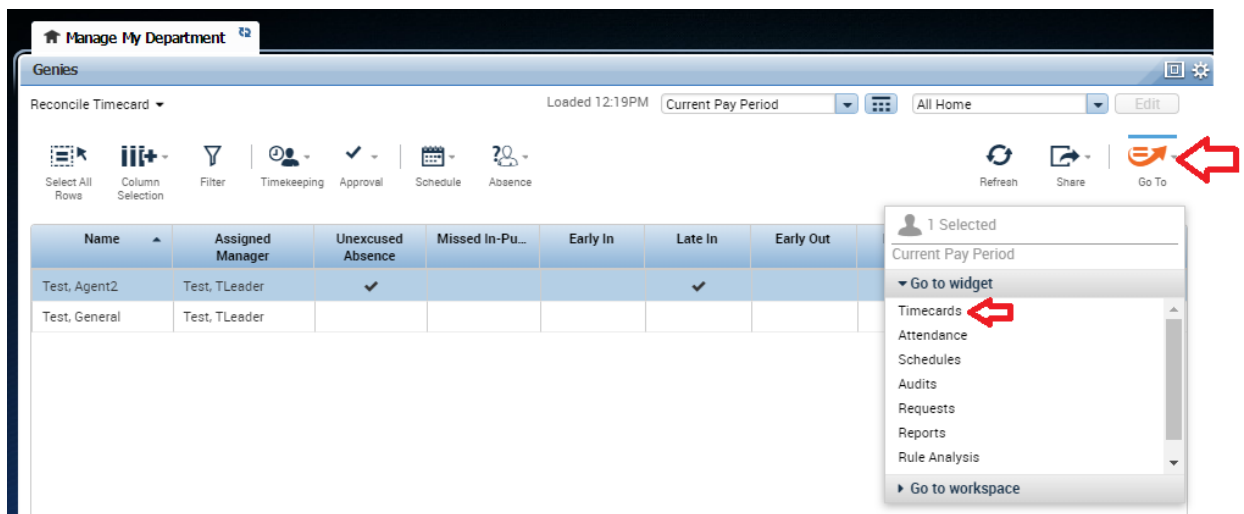 Manage My Department
Genies
Reconcile Timecard
Loaded 12:19PM Current Pay Period All Home Edit
Select All Rows Column Selection Filter Timekeeping Approval Schedule Absence Refresh Share Go To
Name Assigned Manager Unexcused Absence Missed In-Pu... Early In Late In Early Out
1 Selected
Current Pay Period
Test, Agent2 Test, TLeader
Test, General Test, TLeader
Go to widget
Timecards
Attendance
Schedules
Audits
Requests
Reports
Rule Analysis
Go to workspace